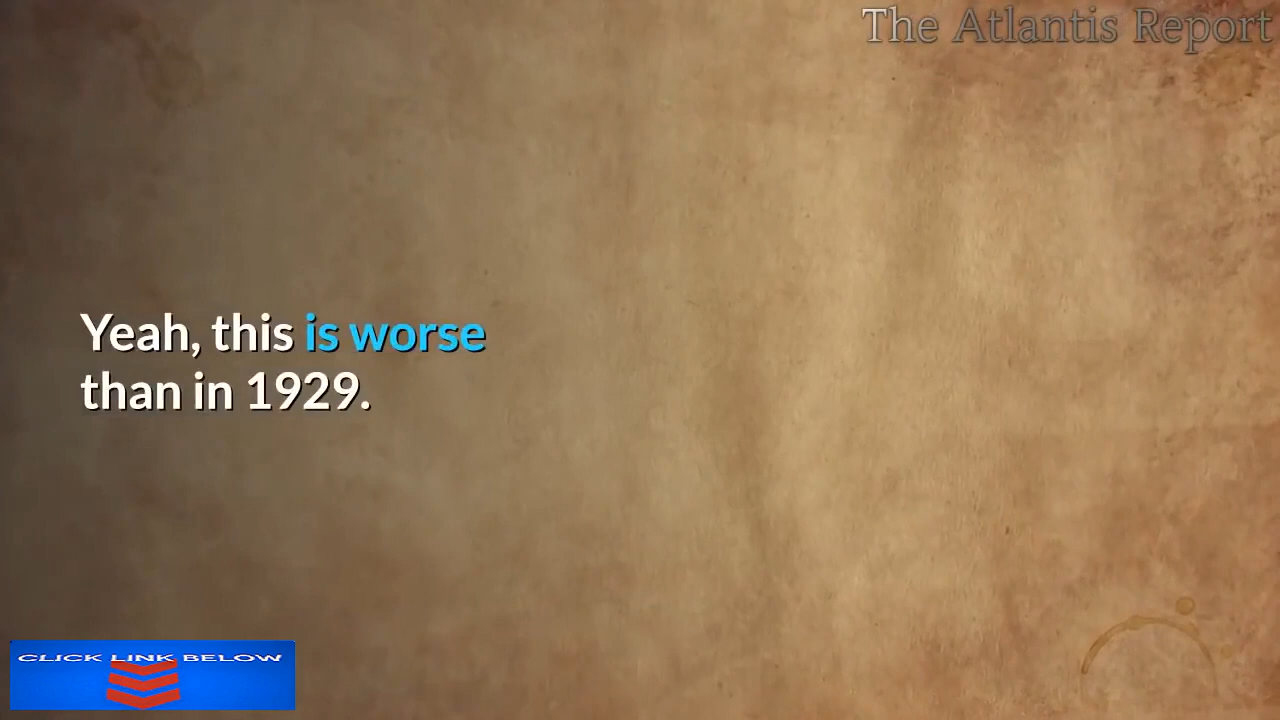 The Atlantis Report
Yeah, this is worse
than in 1929.
CLICK LINK BELOW